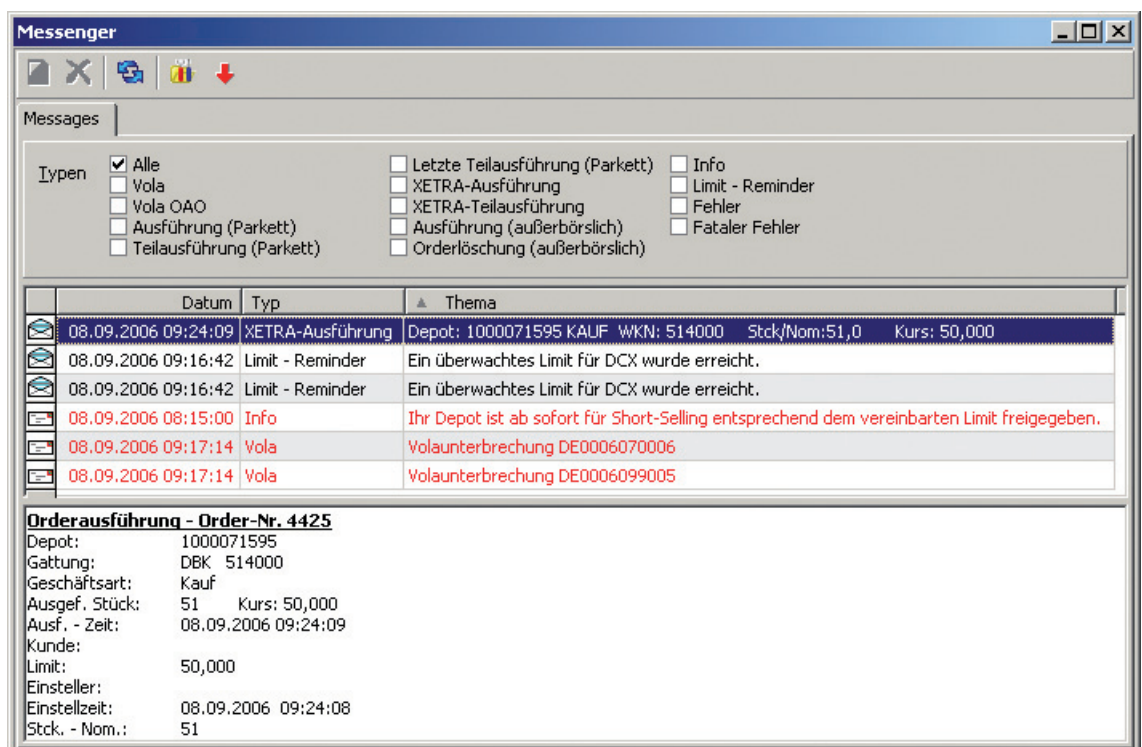 Messenger
Messages
Typen
Alle
Vola
Vola OAO
Ausführung (Parkett)
Teilausführung (Parkett)
Letzte Teilausführung (Parkett)
XETRA-Ausführung
XETRA-Teilausführung
Ausführung (außerbörslich)
Orderlöschung (außerbörslich)
Info
Limit - Reminder
Fehler
Fataler Fehler
Datum Typ Thema
08.09.2006 09:24:09 XETRA-Ausführung Depot: 1000071595 KAUF WKN: 514000 Stck/Nom:51,0 Kurs: 50,000
08.09.2006 09:16:42 Limit - Reminder Ein überwachtes Limit für DCX wurde erreicht.
08.09.2006 09:16:42 Limit - Reminder Ein überwachtes Limit für DCX wurde erreicht.
08.09.2006 08:15:00 Info Ihr Depot ist ab sofort für Short-Selling entsprechend dem vereinbarten Limit freigegeben.
08.09.2006 09:17:14 Vola Volaunterbrechung DE0006070006
08.09.2006 09:17:14 Vola Volaunterbrechung DE0006099005
Orderausführung - Order-Nr. 4425
Depot: 1000071595
Gattung: DBK 514000
Geschäftsart: Kauf
Ausgef. Stück: 51 Kurs: 50,000
Ausf. - Zeit: 08.09.2006 09:24:09
Kunde:
Limit: 50,000
Einsteller:
Einstellzeit: 08.09.2006 09:24:08
Stck. - Nom.: 51